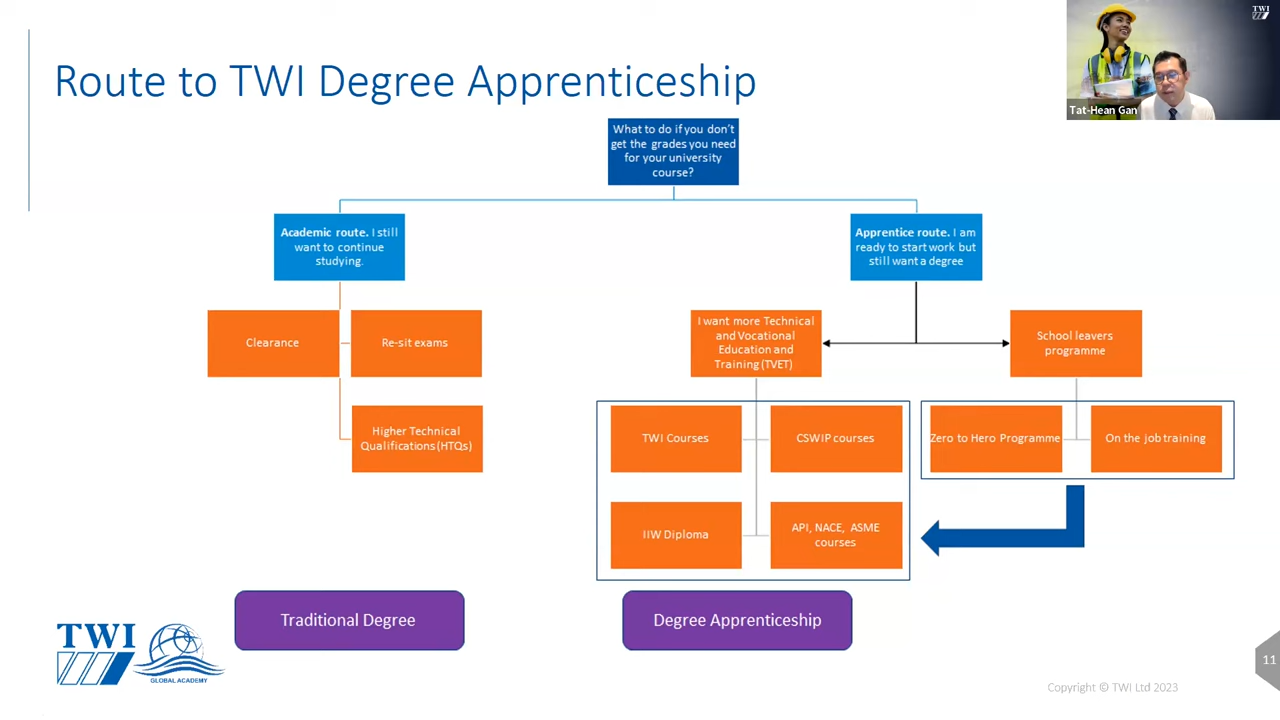 Route to TWI Degree Apprenticeship
TWI
Tat-Hean Gan
What to do if you don't
get the grades you need
for your university
course?
Academic route. I still
want to continue
studying.
Apprentice route. I am
ready to start work but
still want a degree
Clearance
Re-sit exams
Higher Technical
Qualifications (HTQs)
I want more Technical
and Vocational
Education and
Training (TVET)
School leavers
programme
TWI Courses
CSWIP courses
IIW Diploma
API, NACE, ASME
courses
Zero to Hero Programme
On the job training
Traditional Degree
Degree Apprenticeship
TWI
GLOBAL ACADEMY
11
Copyright © TWI Ltd 2023